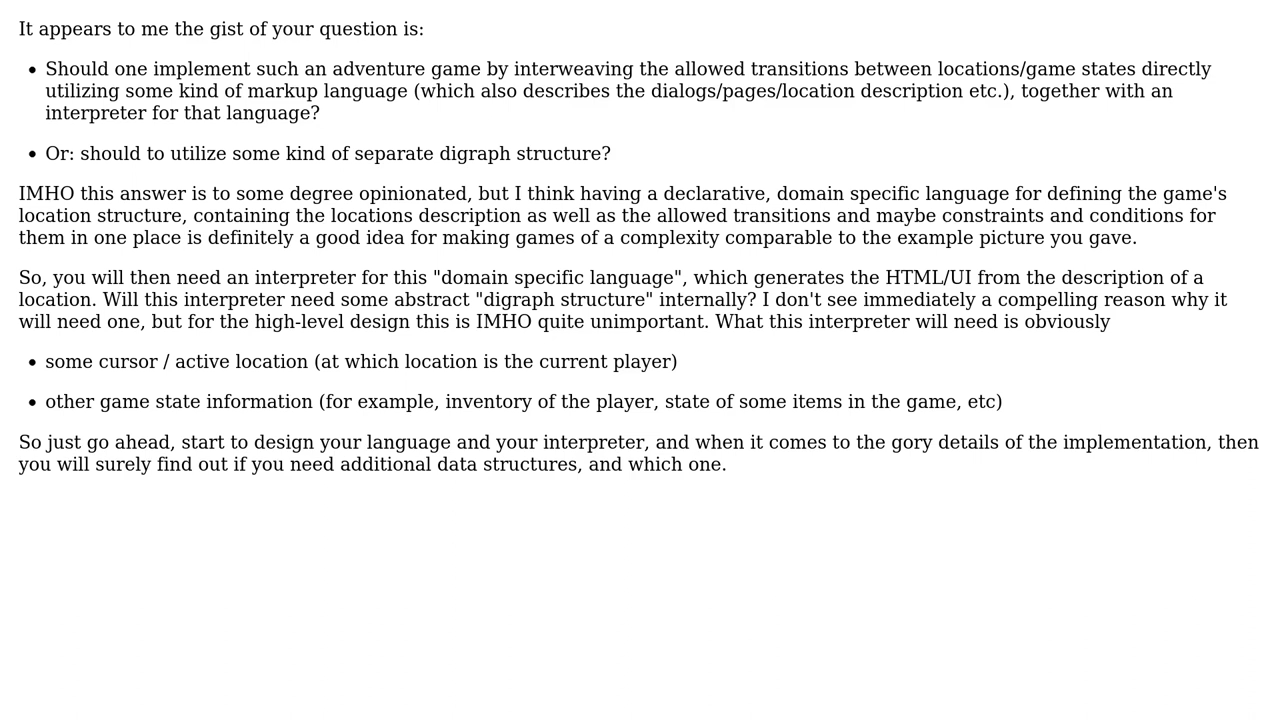 It appears to me the gist of your question is:
• Should one implement such an adventure game by interweaving the allowed transitions between locations/game states directly
utilizing some kind of markup language (which also describes the dialogs/pages/location description etc.), together with an
interpreter for that language?
• Or: should to utilize some kind of separate digraph structure?
IMHO this answer is to some degree opinionated, but I think having a declarative, domain specific language for defining the game's
location structure, containing the locations description as well as the allowed transitions and maybe constraints and conditions for
them in one place is definitely a good idea for making games of a complexity comparable to the example picture you gave.
So, you will then need an interpreter for this "domain specific language", which generates the HTML/UI from the description of a
location. Will this interpreter need some abstract "digraph structure" internally? I don't see immediately a compelling reason why it
will need one, but for the high-level design this is IMHO quite unimportant. What this interpreter will need is obviously
• some cursor / active location (at which location is the current player)
• other game state information (for example, inventory of the player, state of some items in the game, etc)
So just go ahead, start to design your language and your interpreter, and when it comes to the gory details of the implementation, then
you will surely find out if you need additional data structures, and which one.